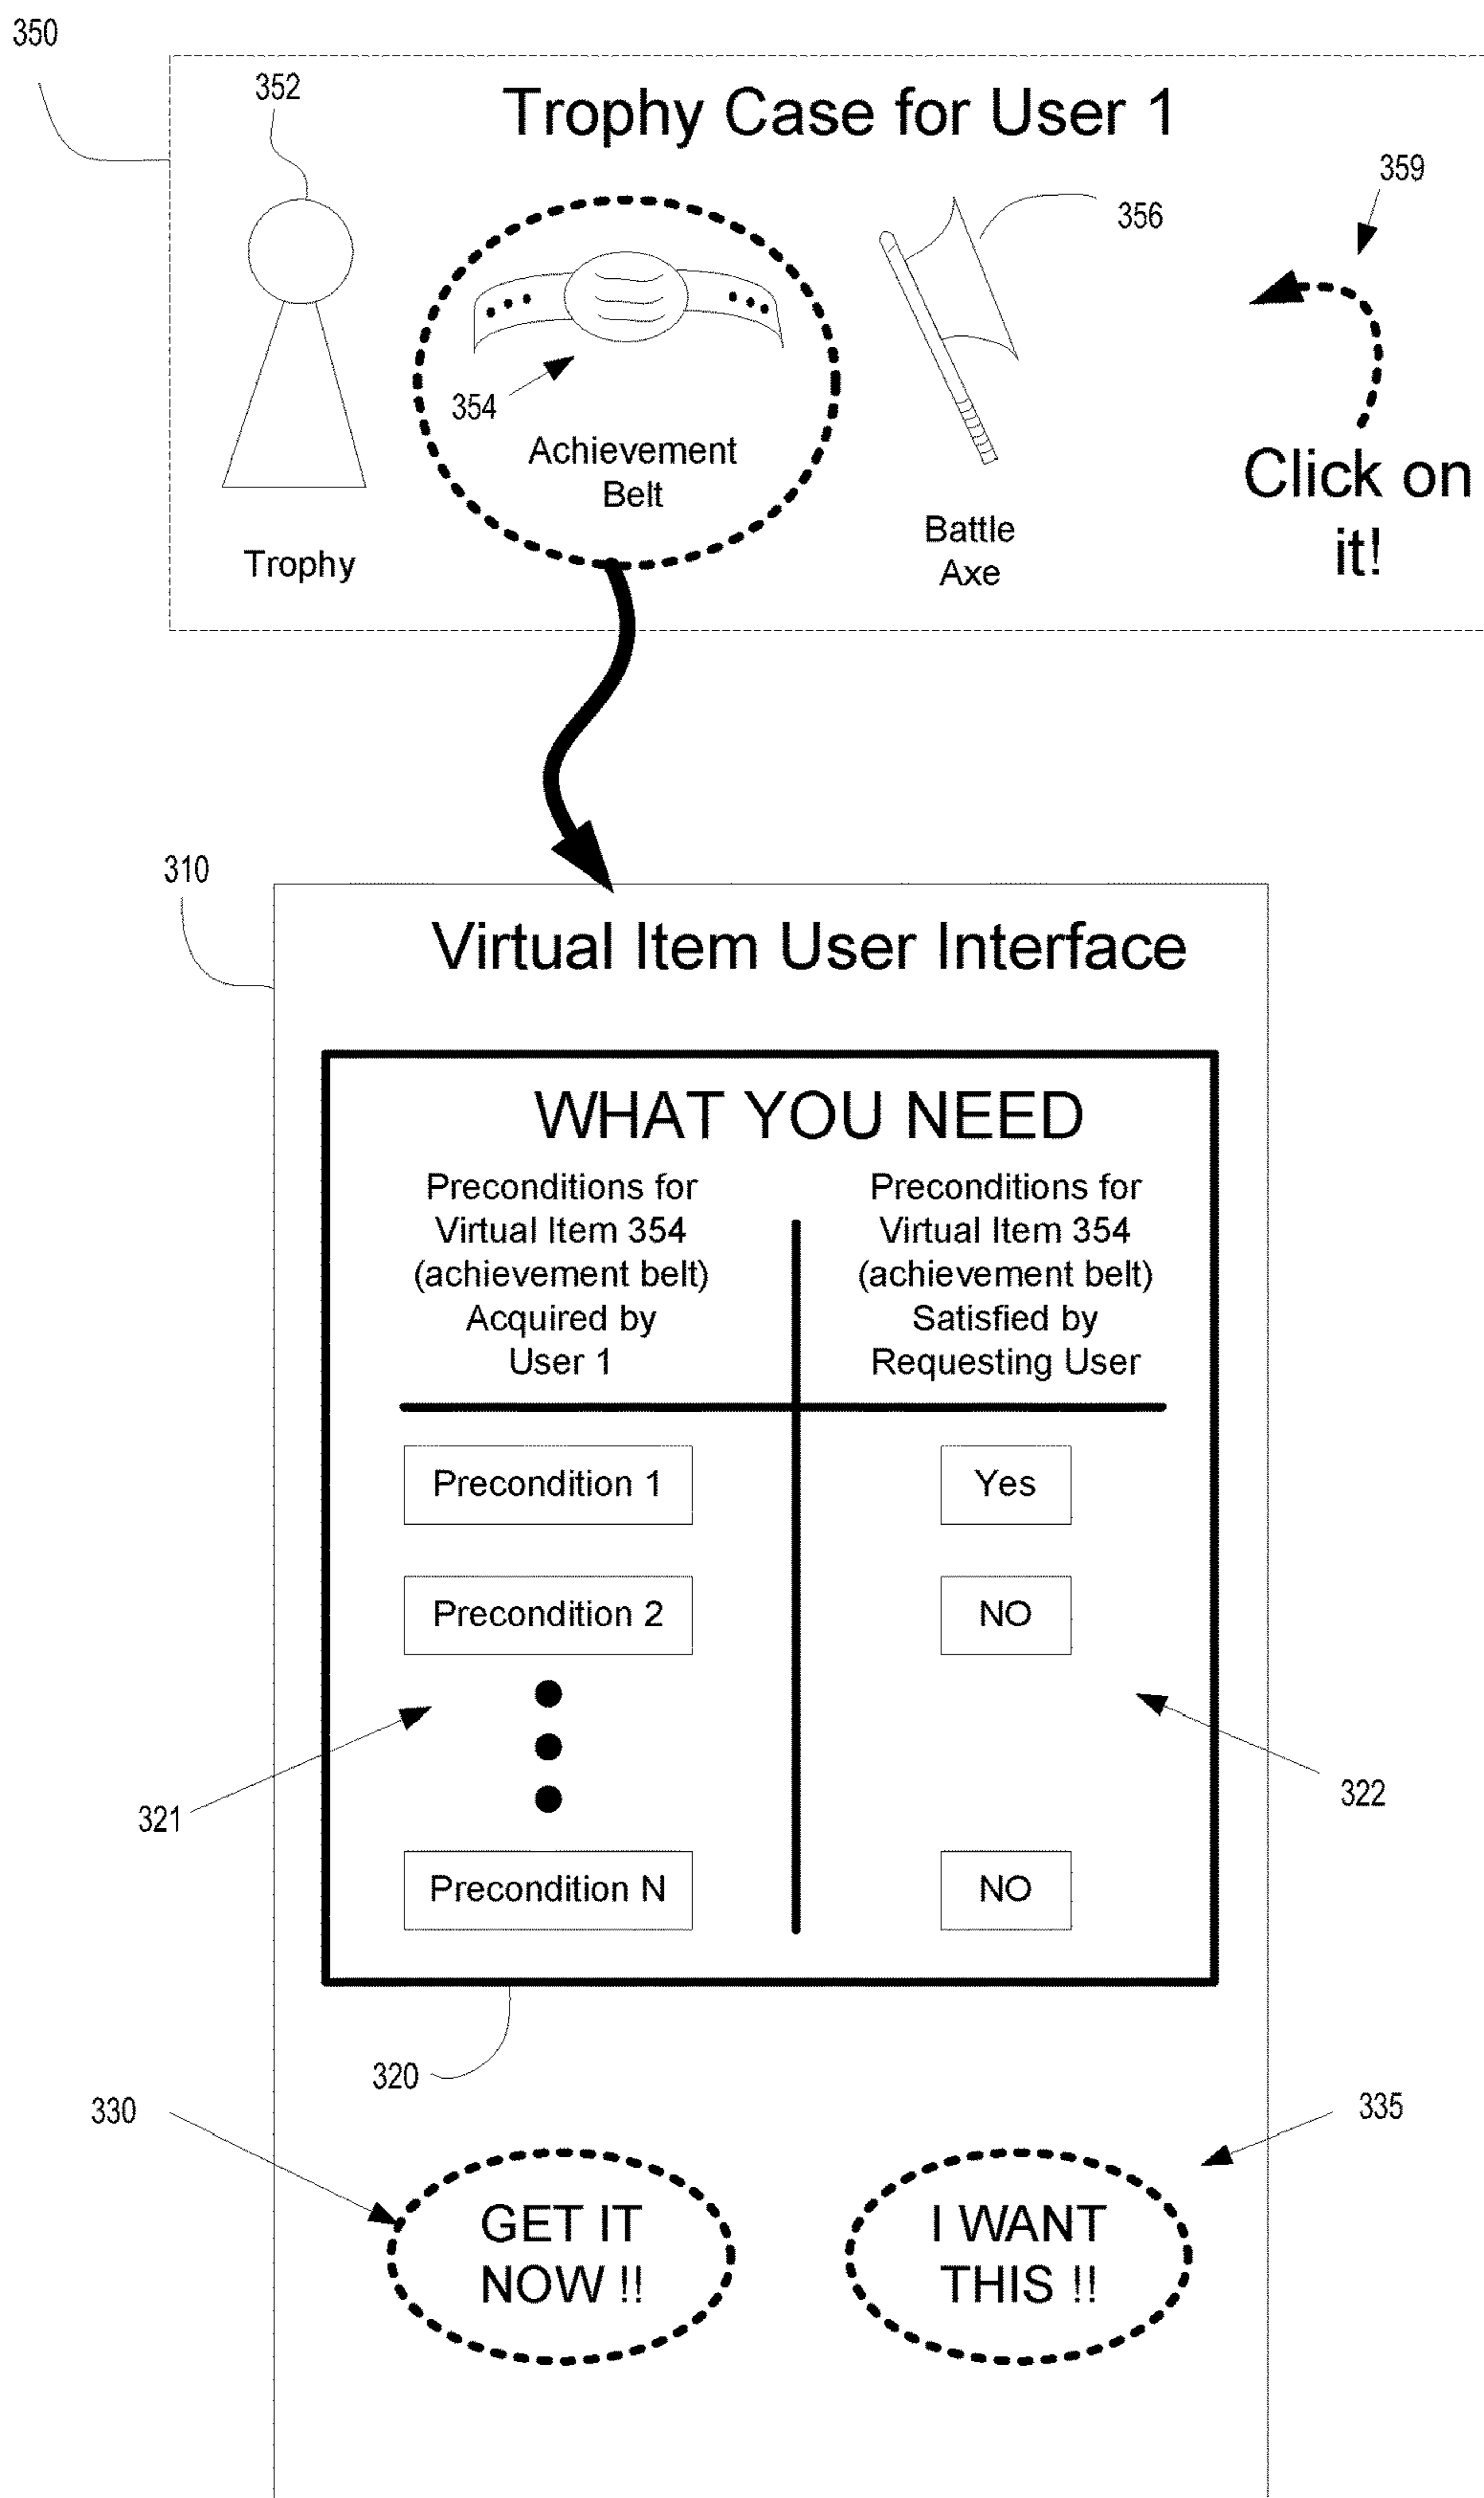 350
352
Trophy Case for User 1
359
356
354
Achievement
Belt
Click on
it!
Trophy
Battle
Axe
310
Virtual Item User Interface
WHAT YOU NEED
Preconditions for
Virtual Item 354
(achievement belt)
Acquired by
User 1
Preconditions for
Virtual Item 354
(achievement belt)
Satisfied by
Requesting User
Precondition 1
Yes
Precondition 2
NO
321
322
Precondition N
NO
320
330
335
GET IT
NOW !!
I WANT
THIS !!